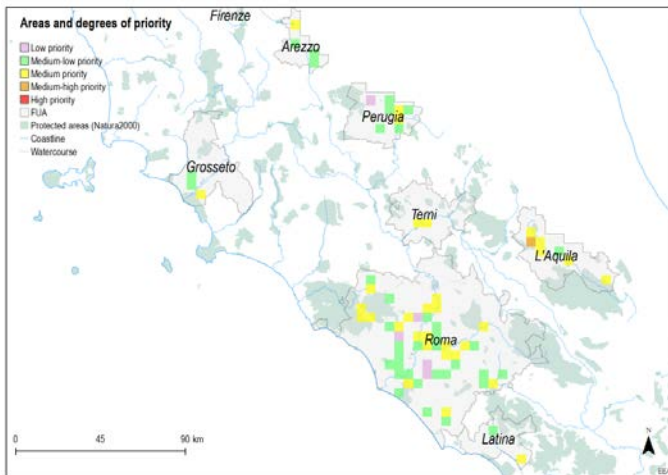 Areas and degrees of priority
Low priority
Medium-low priority
Medium priority
Medium-high priority
High priority
FUA
Protected areas (Natura2000)
Coastline
Watercourse
Firenze
Arezzo
Perugia
Grosseto
Terni
L'Aquila
Roma
Latina
0 45 90 km
N